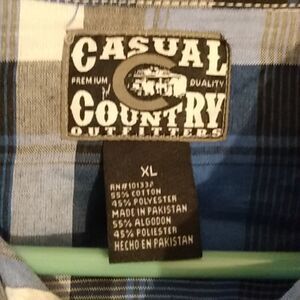 CASUAL
PREMIUM QUALITY
COUNTRY
OUTFITTERS
XL
RN#101337
55% COTTON
45% POLYESTER
MADE IN PAKISTAN
55% ALGODON
45% POLIESTER
HECHO EN PAKISTAN